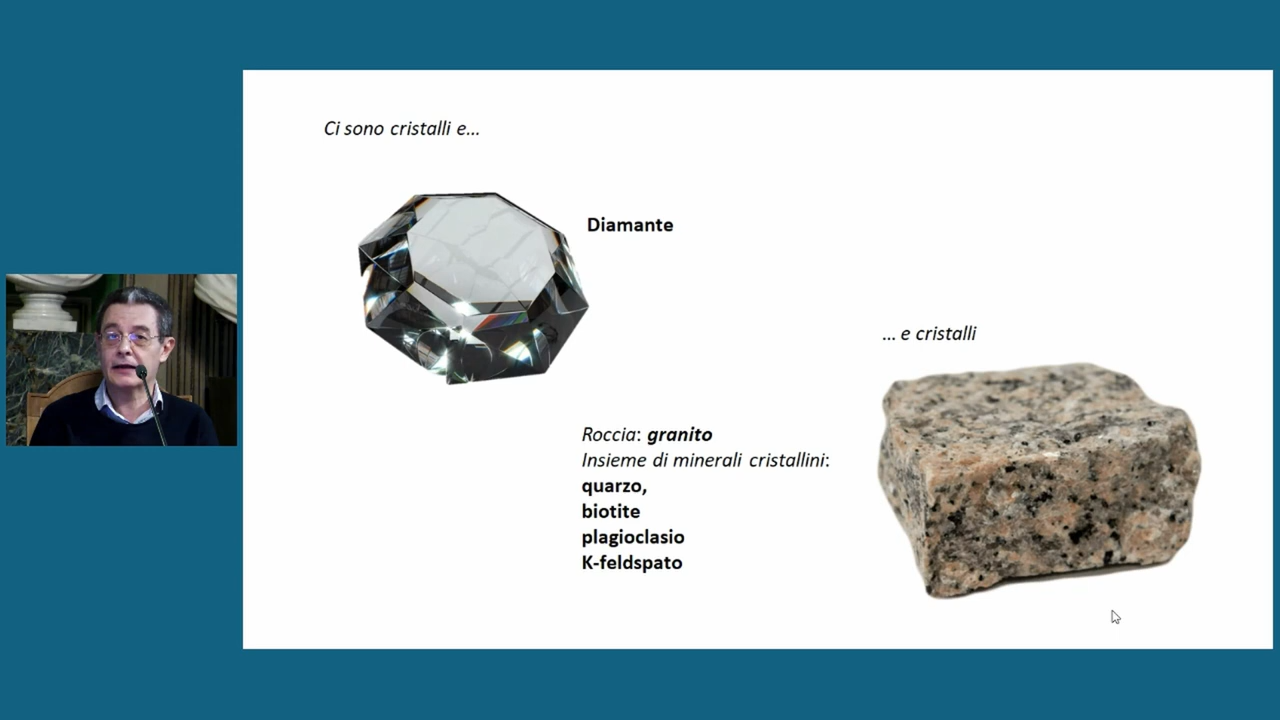 Ci sono cristalli e...
Diamante
... e cristalli
Roccia: granito
Insieme di minerali cristallini:
quarzo,
biotite
plagioclasio
K-feldspato